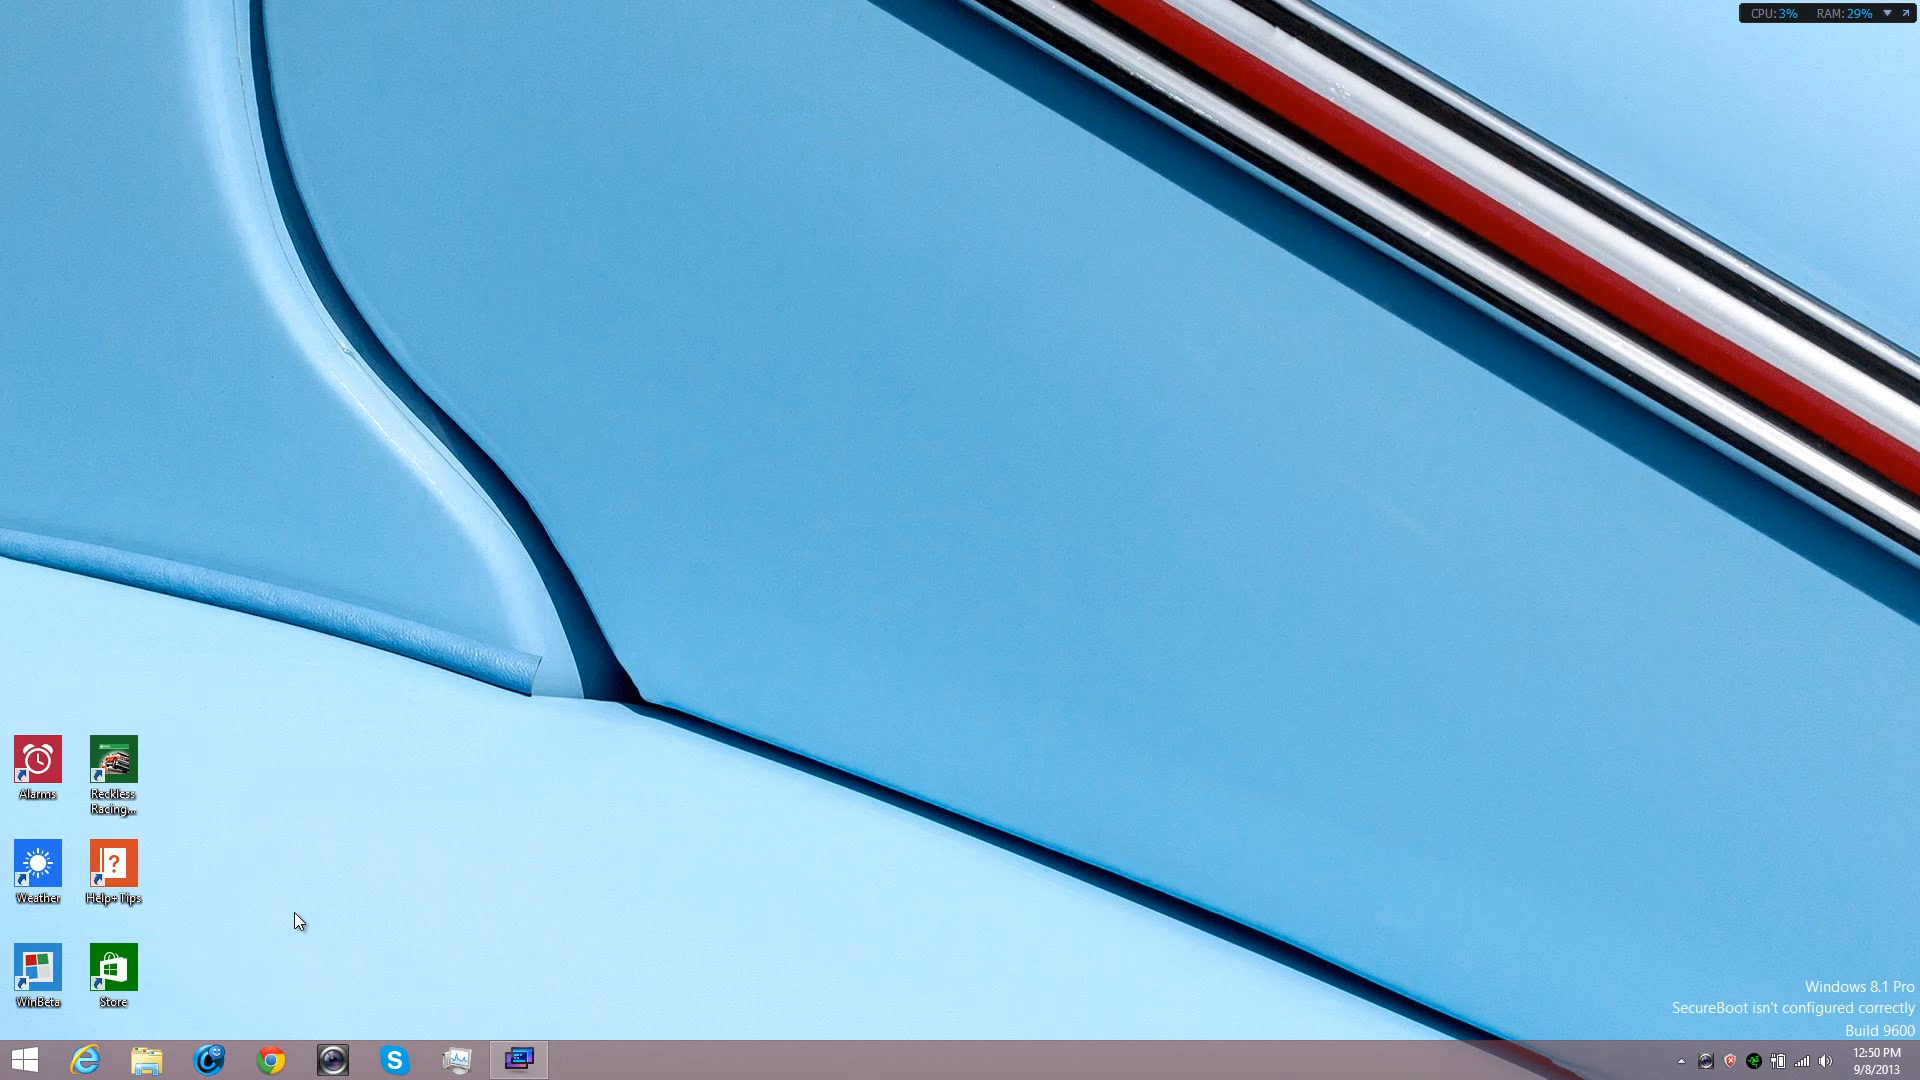 CPU:3% RAM:29%
Alarms
Reckless
Racing...
Weather
Help+Tips
WinBeta
Store
Windows 8.1 Pro
SecureBoot isn't configured correctly
Build 9600
12:50 PM
9/8/2013